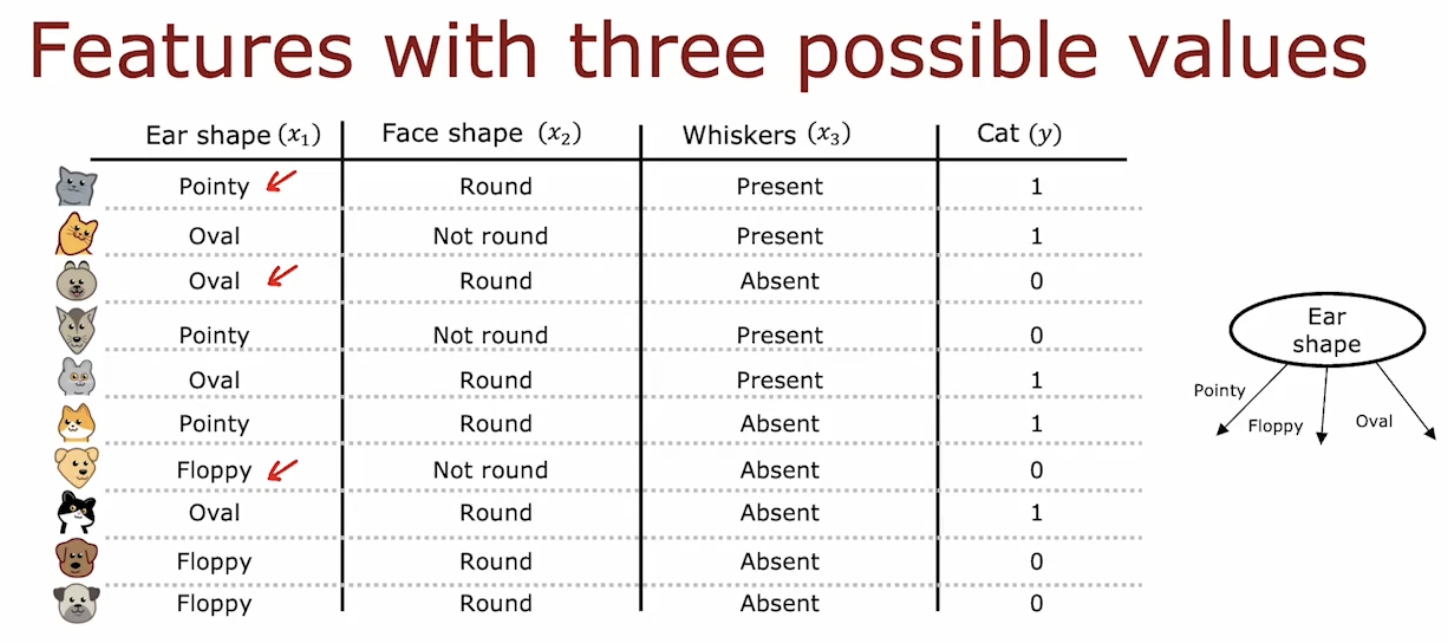 Features with three possible values
Ear shape (x₁) Face shape (x₂) Whiskers (x₃) Cat (y)
Pointy Round Present 1
Oval Not round Present 1
Oval Round Absent 0
Pointy Not round Present 0
Oval Round Present 1
Pointy Round Absent 1
Floppy Not round Absent 0
Oval Round Absent 1
Floppy Round Absent 0
Floppy Round Absent 0
Ear
shape
Pointy
Floppy
Oval